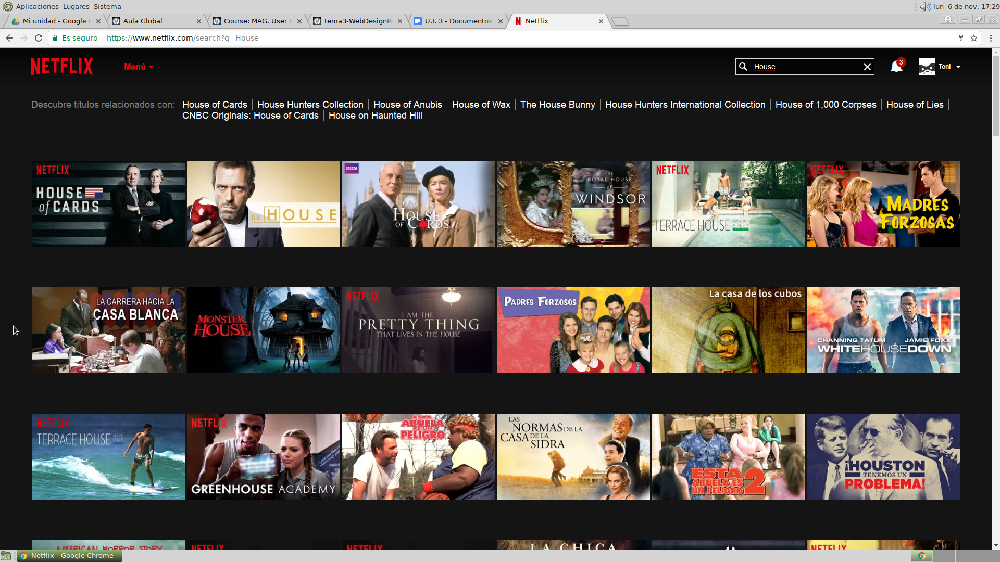 Aplicaciones Lugares Sistema
lun 6 de nov, 17:29
Mi unidad - Google D
Aula Global
Course: MAG. User I
tema3-WebDesignPa
U.I. 3 - Documentos
Netflix
Es seguro
https://www.netflix.com/search?q=House
NETFLIX
Menú
House
3
Toni
Descubre títulos relacionados con:
House of Cards
House Hunters Collection
House of Anubis
House of Wax
The House Bunny
House Hunters International Collection
House of 1,000 Corpses
House of Lies
CNBC Originals: House of Cards
House on Haunted Hill
NETFLIX
HOUSE
of CARDS
DR. HOUSE
BBC
THE
HOUSE
OF CARDS
THE
ROYAL HOUSE
of
WINDSOR
NETFLIX
TERRACE HOUSE
BOYS & GIRLS
IN THE CITY
NETFLIX
MADRES
FORZOSAS
LA CARRERA HACIA LA
CASA BLANCA
MONSTER
HOUSE
NETFLIX
I AM THE
PRETTY THING
THAT LIVES IN THE HOUSE
PADRES FORZOSOS
La casa de los cubos
CHANNING TATUM JAMIE FOXX
WHITEHOUSEDOWN
NETFLIX
TERRACE HOUSE
ALOHA
STATE
NETFLIX
GREENHOUSE ACADEMY
ESTA
ABUELA
ES UN
PELIGRO
LAS
NORMAS DE LA
CASA DE LA
SIDRA
ESTA
ABUELA ES
UN PELIGRO 2
¡HOUSTON
TENEMOS UN
PROBLEMA!
AMERICAN HORROR STORY
NETFLIX
NETFLIX
LA CHICA
NETFLIX
Netflix - Google Chrome